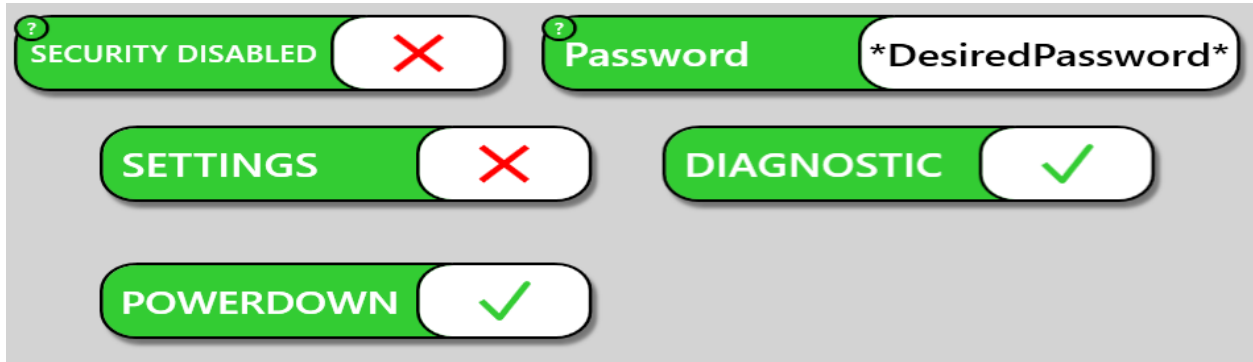 ?
SECURITY DISABLED
?
Password
*DesiredPassword*
SETTINGS
DIAGNOSTIC
POWERDOWN